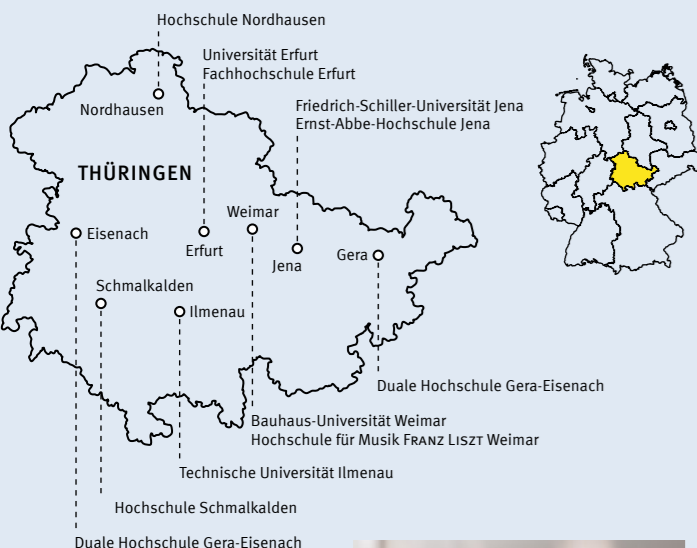 Hochschule Nordhausen
Universität Erfurt
Fachhochschule Erfurt
Friedrich-Schiller-Universität Jena
Ernst-Abbe-Hochschule Jena
Nordhausen
THÜRINGEN
Weimar
Eisenach
Erfurt
Jena
Gera
Schmalkalden
Ilmenau
Duale Hochschule Gera-Eisenach
Bauhaus-Universität Weimar
Hochschule für Musik FRANZ LISZT Weimar
Technische Universität Ilmenau
Hochschule Schmalkalden
Duale Hochschule Gera-Eisenach